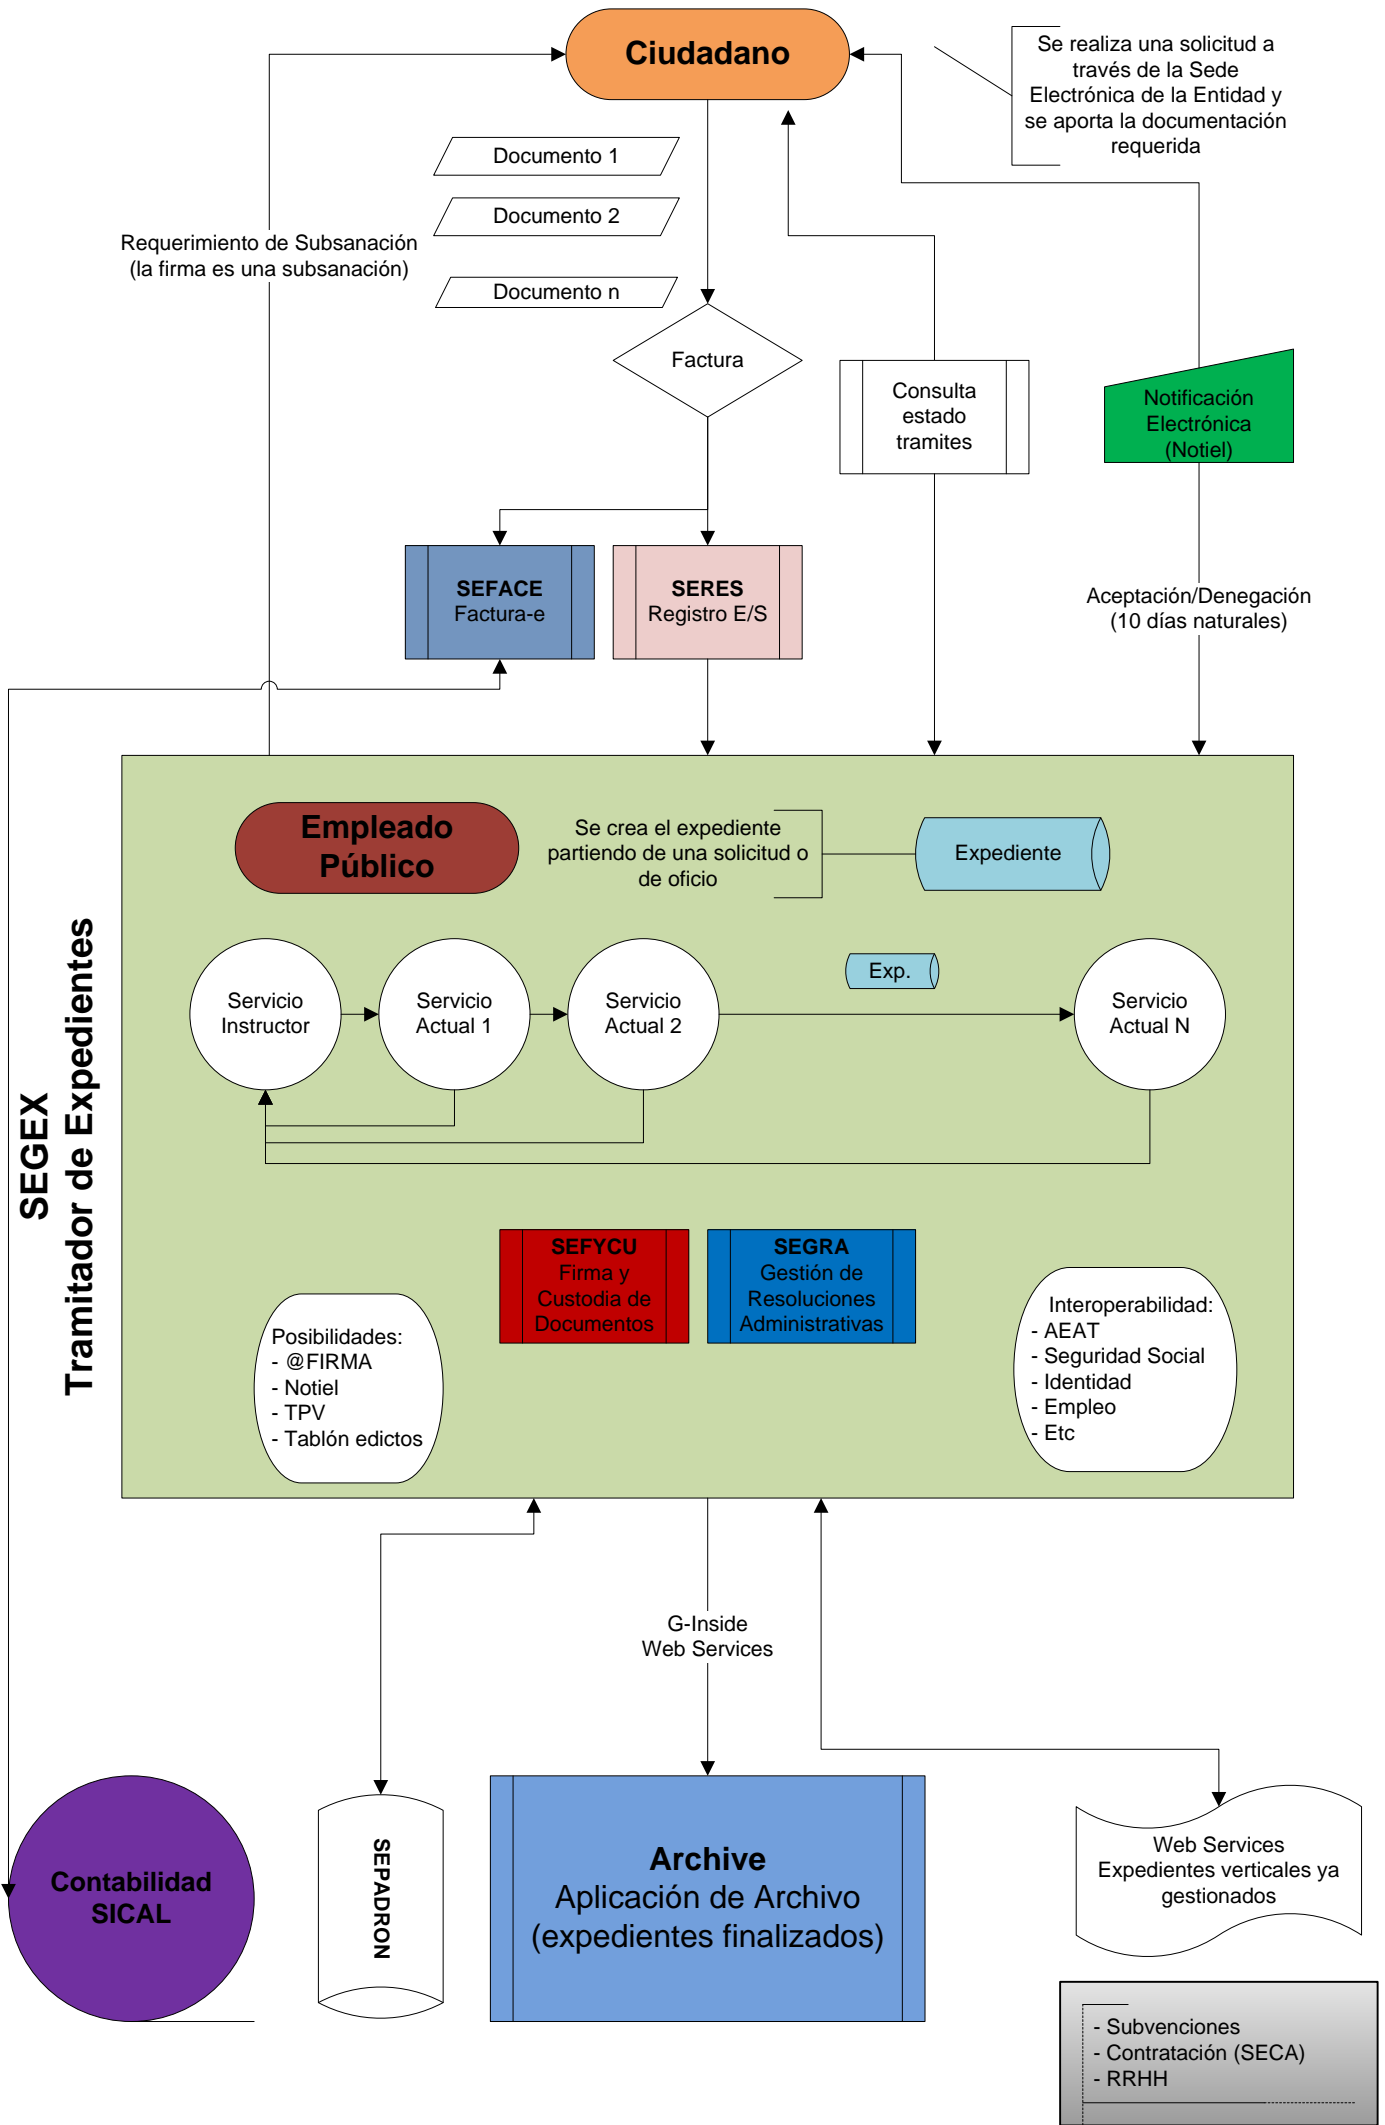 Ciudadano
Se realiza una solicitud a
través de la Sede
Electrónica de la Entidad y
se aporta la documentación
requerida
Documento 1
Documento 2
Documento n
Requerimiento de Subsanación
(la firma es una subsanación)
Factura
Consulta
estado
tramites
Notificación
Electrónica
(Notiel)
SEFACE
Factura-e
SERES
Registro E/S
Aceptación/Denegación
(10 días naturales)
SEGEX
Tramitador de Expedientes
Empleado
Público
Se crea el expediente
partiendo de una solicitud o
de oficio
Expediente
Exp.
Servicio
Instructor
Servicio
Actual 1
Servicio
Actual 2
Servicio
Actual N
SEFYCU
Firma y
Custodia de
Documentos
SEGRA
Gestión de
Resoluciones
Administrativas
Posibilidades:
- @FIRMA
- Notiel
- TPV
- Tablón edictos
Interoperabilidad:
- AEAT
- Seguridad Social
- Identidad
- Empleo
- Etc
G-Inside
Web Services
Contabilidad
SICAL
SEPADRON
Archive
Aplicación de Archivo
(expedientes finalizados)
Web Services
Expedientes verticales ya
gestionados
- Subvenciones
- Contratación (SECA)
- RRHH